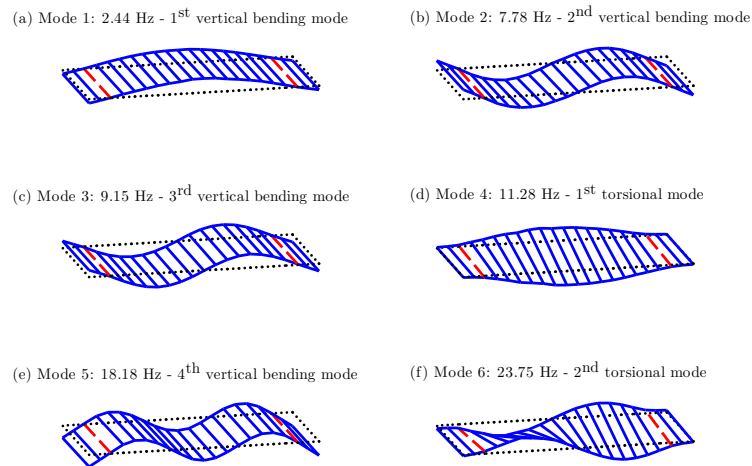 (a) Mode 1: 2.44 Hz - 1st vertical bending mode
(b) Mode 2: 7.78 Hz - 2nd vertical bending mode
(c) Mode 3: 9.15 Hz - 3rd vertical bending mode
(d) Mode 4: 11.28 Hz - 1st torsional mode
(e) Mode 5: 18.18 Hz - 4th vertical bending mode
(f) Mode 6: 23.75 Hz - 2nd torsional mode